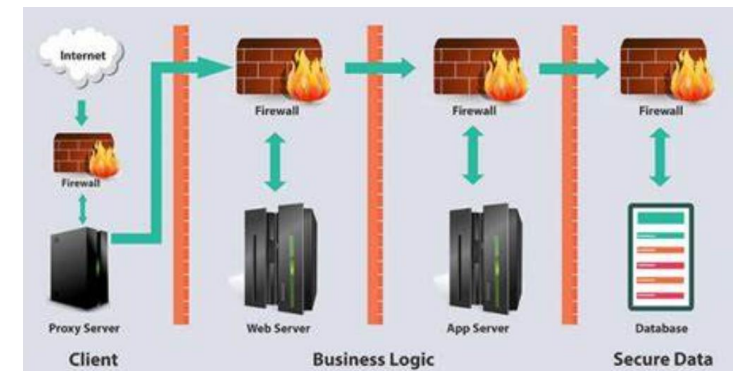 Internet
Firewall
Firewall
Firewall
Firewall
Proxy Server
Web Server
App Server
Database
Client
Business Logic
Secure Data